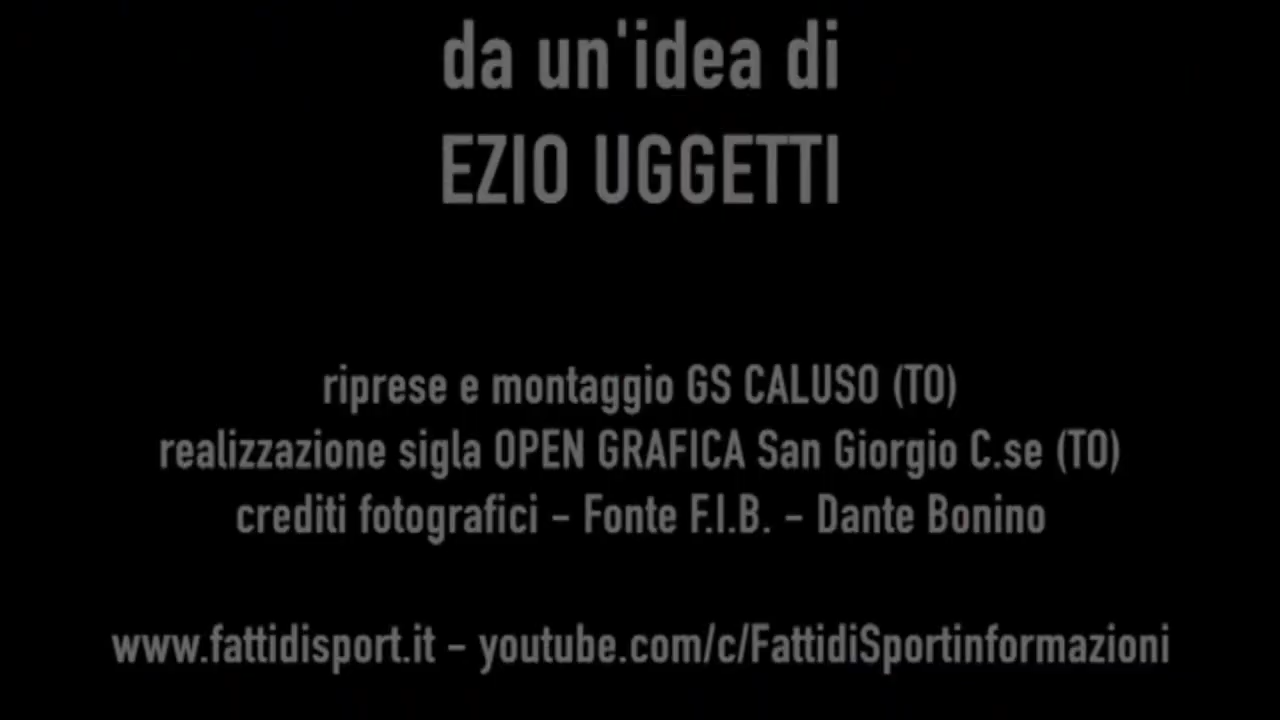 da un'idea di
EZIO UGGETTI
riprese e montaggio GS CALUSO (TO)
realizzazione sigla OPEN GRAFICA San Giorgio C.se (TO)
crediti fotografici - Fonte F.I.B. - Dante Bonino
www.fattidisport.it - youtube.com/c/FattidiSportinformazioni